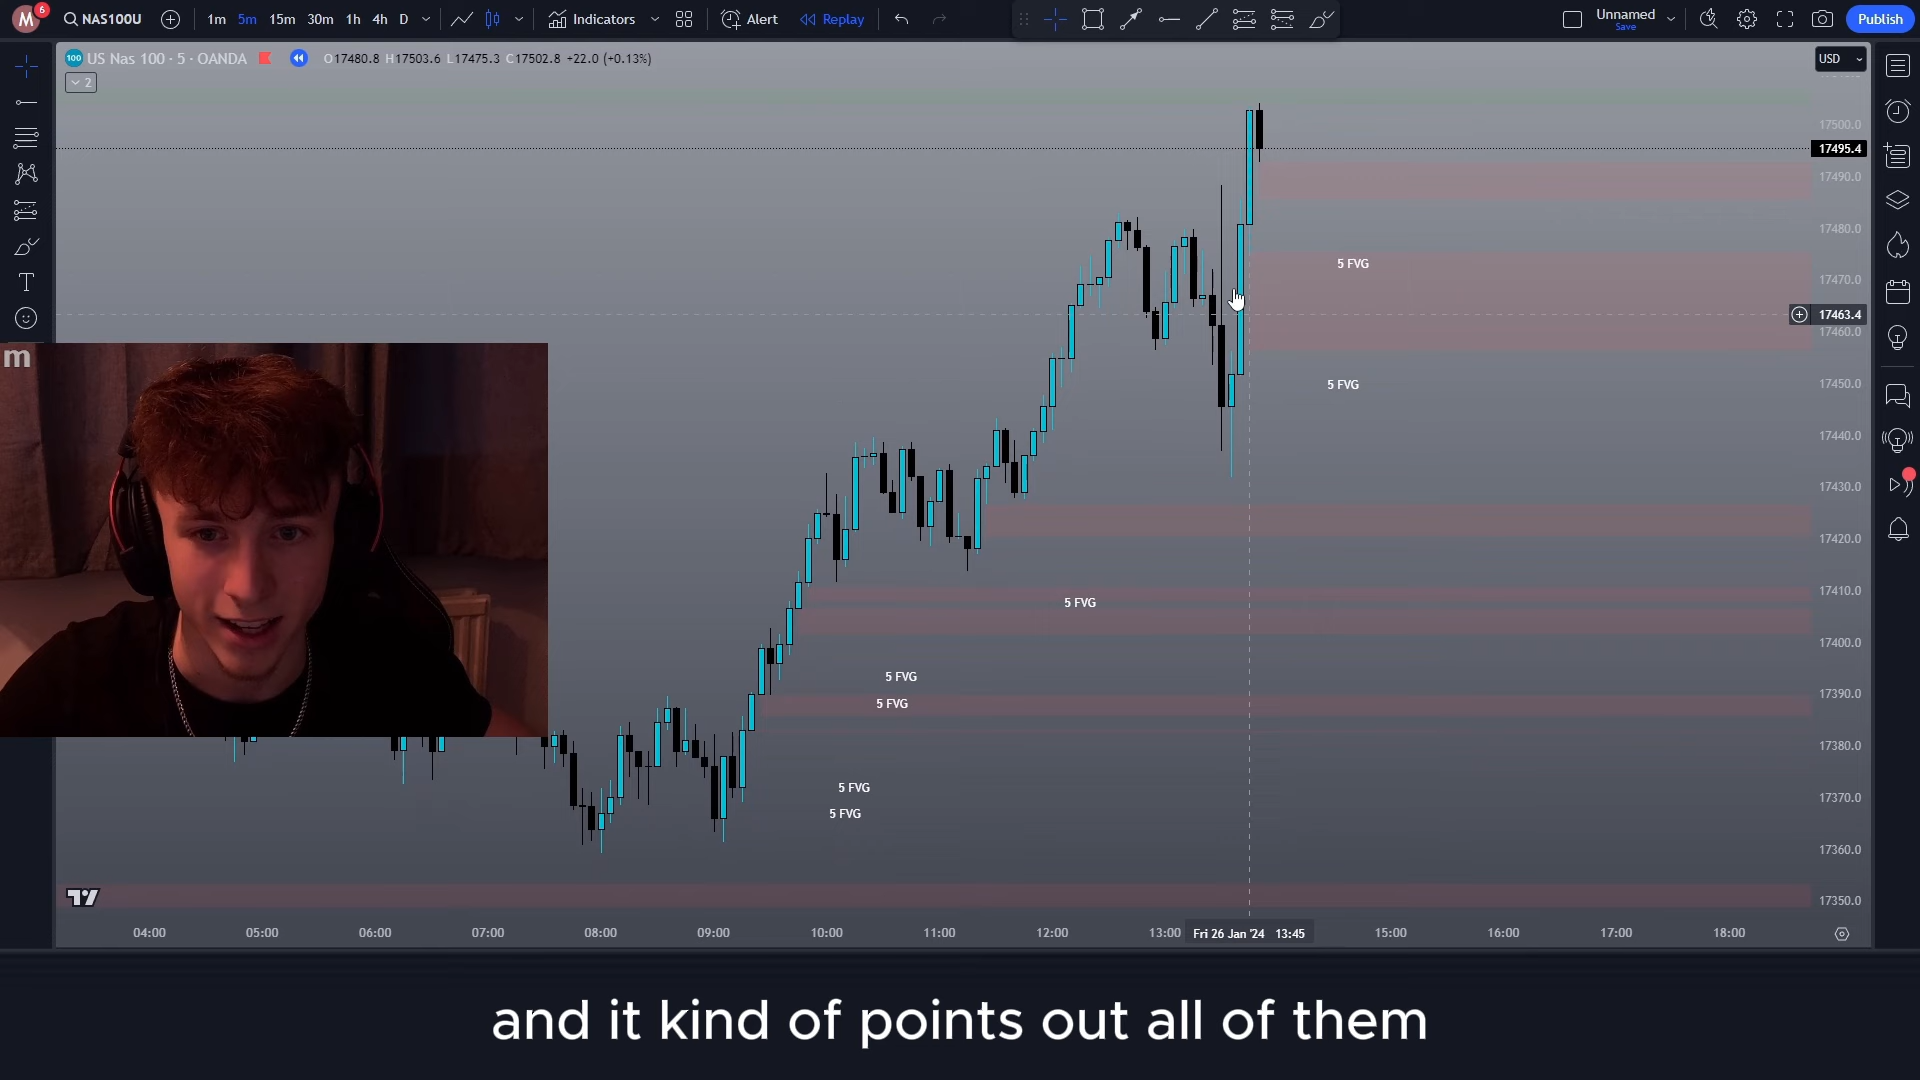 M 6 NAS100U 1m 5m 15m 30m 1h 4h D Indicators Alert Replay Unnamed Save Publish
100 US Nas 100 · 5 · OANDA O17480.8 H17503.6 L17475.3 C17502.8 +22.0 (+0.13%) USD
2
17500.0
17495.4
17490.0
17480.0
5 FVG
17470.0
17463.4
17460.0
m
5 FVG
17450.0
17440.0
17430.0
17420.0
17410.0
5 FVG
17400.0
5 FVG
17390.0
5 FVG
17380.0
5 FVG
17370.0
5 FVG
17360.0
17350.0
04:00 05:00 06:00 07:00 08:00 09:00 10:00 11:00 12:00 13:00 Fri 26 Jan '24 13:45 15:00 16:00 17:00 18:00
and it kind of points out all of them